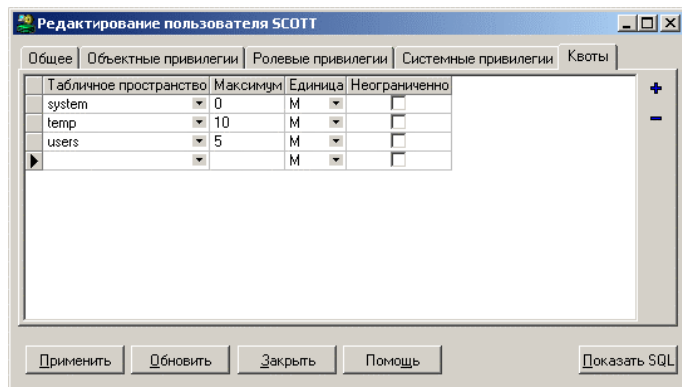 Редактирование пользователя SCOTT
Общее Объектные привилегии Ролевые привилегии Системные привилегии Квоты
Табличное пространство Максимум Единица Неограниченно
system 0 М
temp 10 М
users 5 М
М
Применить Обновить Закрыть Помощь Показать SQL